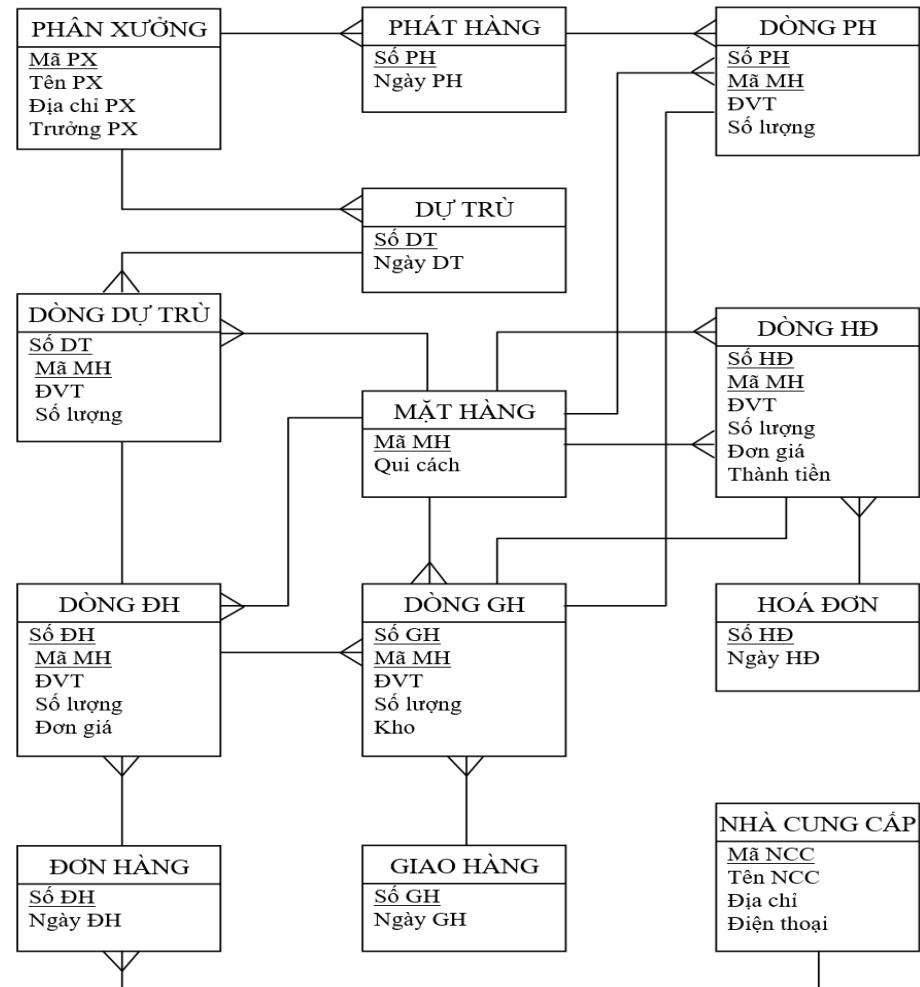 PHÂN XƯỞNG
Mã PX
Tên PX
Địa chỉ PX
Trưởng PX
PHÁT HÀNG
Số PH
Ngày PH
DÒNG PH
Số PH
Mã MH
ĐVT
Số lượng
DỰ TRÙ
Số DT
Ngày DT
DÒNG DỰ TRÙ
Số DT
Mã MH
ĐVT
Số lượng
MẶT HÀNG
Mã MH
Qui cách
DÒNG HĐ
Số HĐ
Mã MH
ĐVT
Số lượng
Đơn giá
Thành tiền
DÒNG ĐH
Số ĐH
Mã MH
ĐVT
Số lượng
Đơn giá
DÒNG GH
Số GH
Mã MH
ĐVT
Số lượng
Kho
HOÁ ĐƠN
Số HĐ
Ngày HĐ
ĐƠN HÀNG
Số ĐH
Ngày ĐH
GIAO HÀNG
Số GH
Ngày GH
NHÀ CUNG CẤP
Mã NCC
Tên NCC
Địa chỉ
Điện thoại